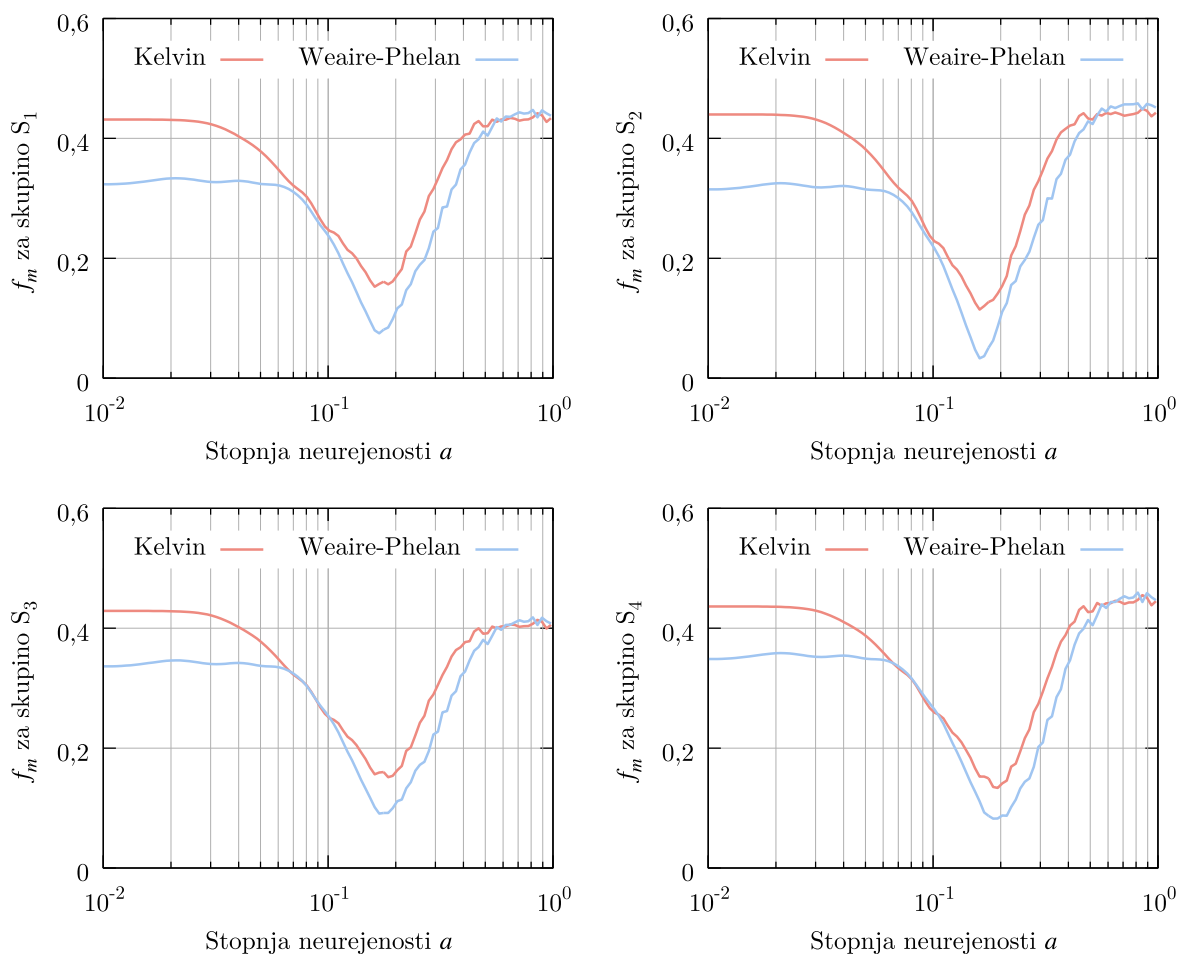 0,6
Kelvin Weaire-Phelan
0,4
0,2
0
f_m za skupino S_1
10^-2 10^-1 10^0
Stopnja neurejenosti a
0,6
Kelvin Weaire-Phelan
0,4
0,2
0
f_m za skupino S_2
10^-2 10^-1 10^0
Stopnja neurejenosti a
0,6
Kelvin Weaire-Phelan
0,4
0,2
0
f_m za skupino S_3
10^-2 10^-1 10^0
Stopnja neurejenosti a
0,6
Kelvin Weaire-Phelan
0,4
0,2
0
f_m za skupino S_4
10^-2 10^-1 10^0
Stopnja neurejenosti a